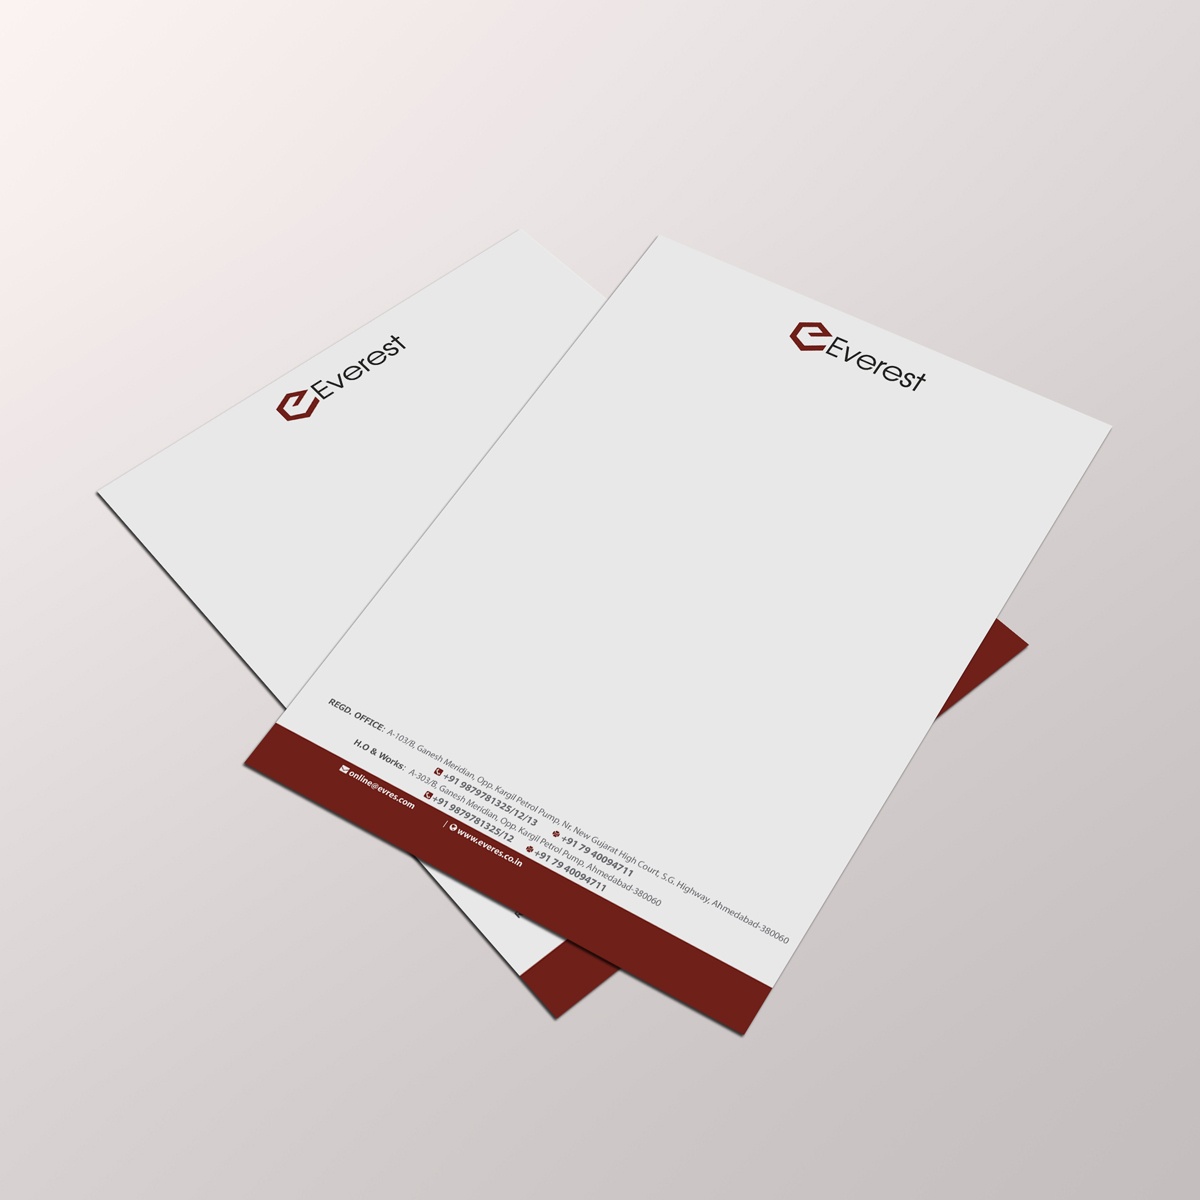 Everest
Everest
REGD. OFFICE: A-103/B, Ganesh Meridian, Opp. Kargil Petrol Pump, Nr. New Gujarat High Court, S.G. Highway, Ahmedabad-380060
+91 9879781325/12/13 +91 79 40094711
H.O & Works: A-303/B, Ganesh Meridian, Opp. Kargil Petrol Pump, Ahmedabad-380060
+91 9879781325/12 +91 79 40094711
online@evres.com | www.everes.co.in